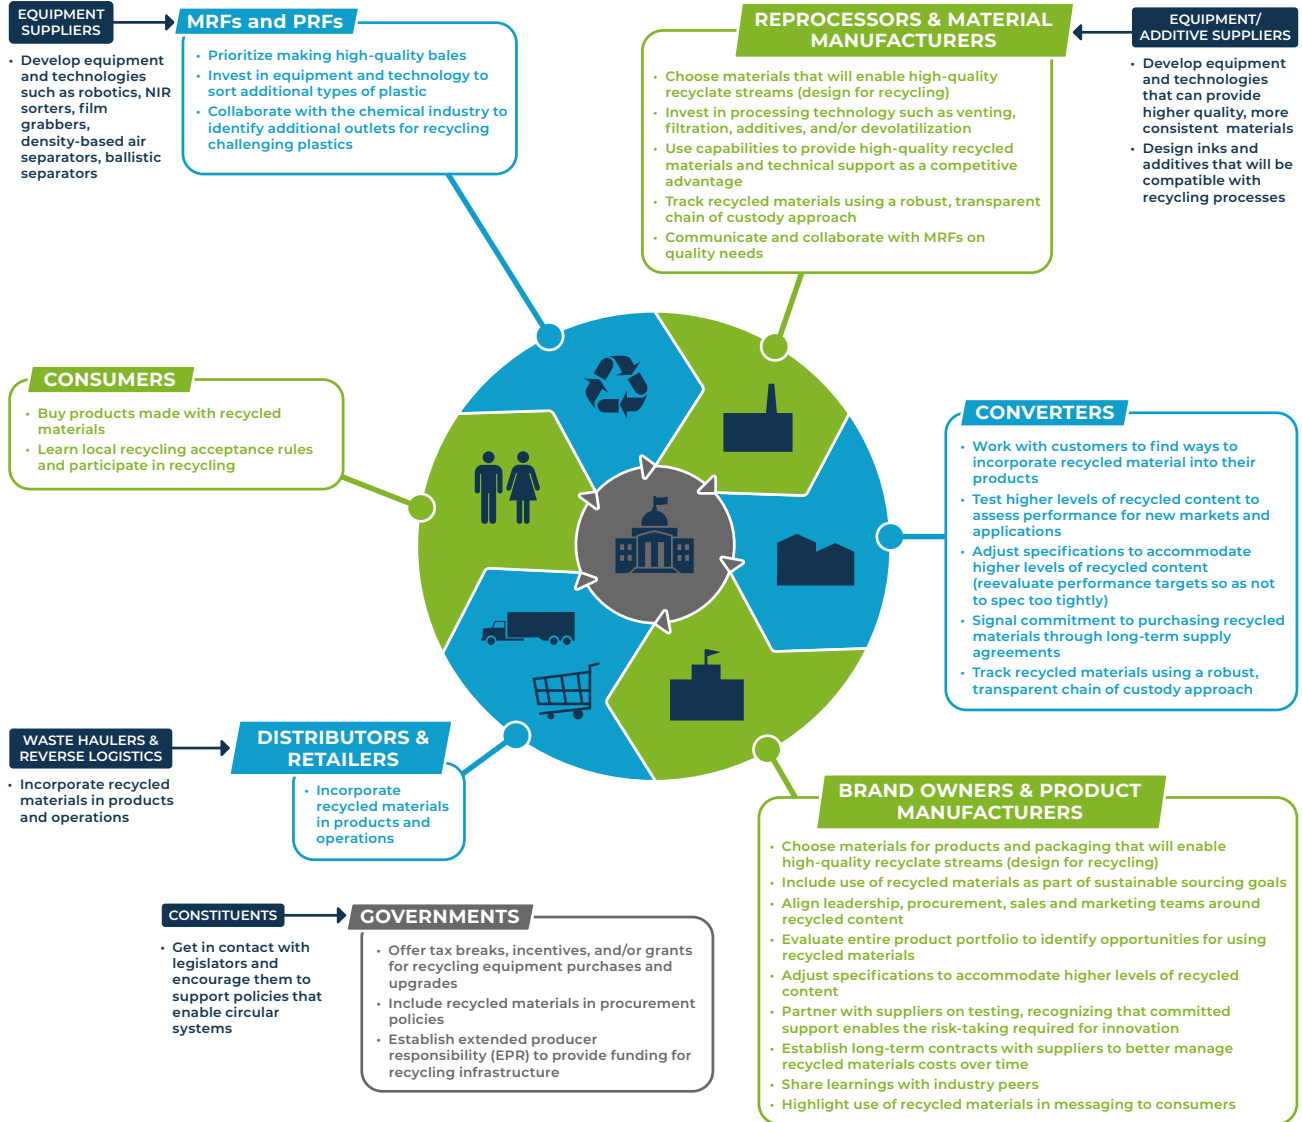 EQUIPMENT
SUPPLIERS
• Develop equipment
and technologies
such as robotics, NIR
sorters, film
grabbers,
density-based air
separators, ballistic
separators
MRFs and PRFs
• Prioritize making high-quality bales
• Invest in equipment and technology to
sort additional types of plastic
• Collaborate with the chemical industry to
identify additional outlets for recycling
challenging plastics
REPROCESSORS & MATERIAL
MANUFACTURERS
• Choose materials that will enable high-quality
recyclate streams (design for recycling)
• Invest in processing technology such as venting,
filtration, additives, and/or devolatilization
• Use capabilities to provide high-quality recycled
materials and technical support as a competitive
advantage
• Track recycled materials using a robust, transparent
chain of custody approach
• Communicate and collaborate with MRFs on
quality needs
EQUIPMENT/
ADDITIVE SUPPLIERS
• Develop equipment
and technologies
that can provide
higher quality, more
consistent materials
• Design inks and
additives that will be
compatible with
recycling processes
CONSUMERS
• Buy products made with recycled
materials
• Learn local recycling acceptance rules
and participate in recycling
CONVERTERS
• Work with customers to find ways to
incorporate recycled material into their
products
• Test higher levels of recycled content to
assess performance for new markets and
applications
• Adjust specifications to accommodate
higher levels of recycled content
(reevaluate performance targets so as not
to spec too tightly)
• Signal commitment to purchasing recycled
materials through long-term supply
agreements
• Track recycled materials using a robust,
transparent chain of custody approach
WASTE HAULERS &
REVERSE LOGISTICS
• Incorporate recycled
materials in products
and operations
DISTRIBUTORS &
RETAILERS
• Incorporate
recycled materials
in products and
operations
BRAND OWNERS & PRODUCT
MANUFACTURERS
• Choose materials for products and packaging that will enable
high-quality recyclate streams (design for recycling)
• Include use of recycled materials as part of sustainable sourcing goals
• Align leadership, procurement, sales and marketing teams around
recycled content
• Evaluate entire product portfolio to identify opportunities for using
recycled materials
• Adjust specifications to accommodate higher levels of recycled
content
• Partner with suppliers on testing, recognizing that committed
support enables the risk-taking required for innovation
• Establish long-term contracts with suppliers to better manage
recycled materials costs over time
• Share learnings with industry peers
• Highlight use of recycled materials in messaging to consumers
CONSTITUENTS
• Get in contact with
legislators and
encourage them to
support policies that
enable circular
systems
GOVERNMENTS
• Offer tax breaks, incentives, and/or grants
for recycling equipment purchases and
upgrades
• Include recycled materials in procurement
policies
• Establish extended producer
responsibility (EPR) to provide funding for
recycling infrastructure